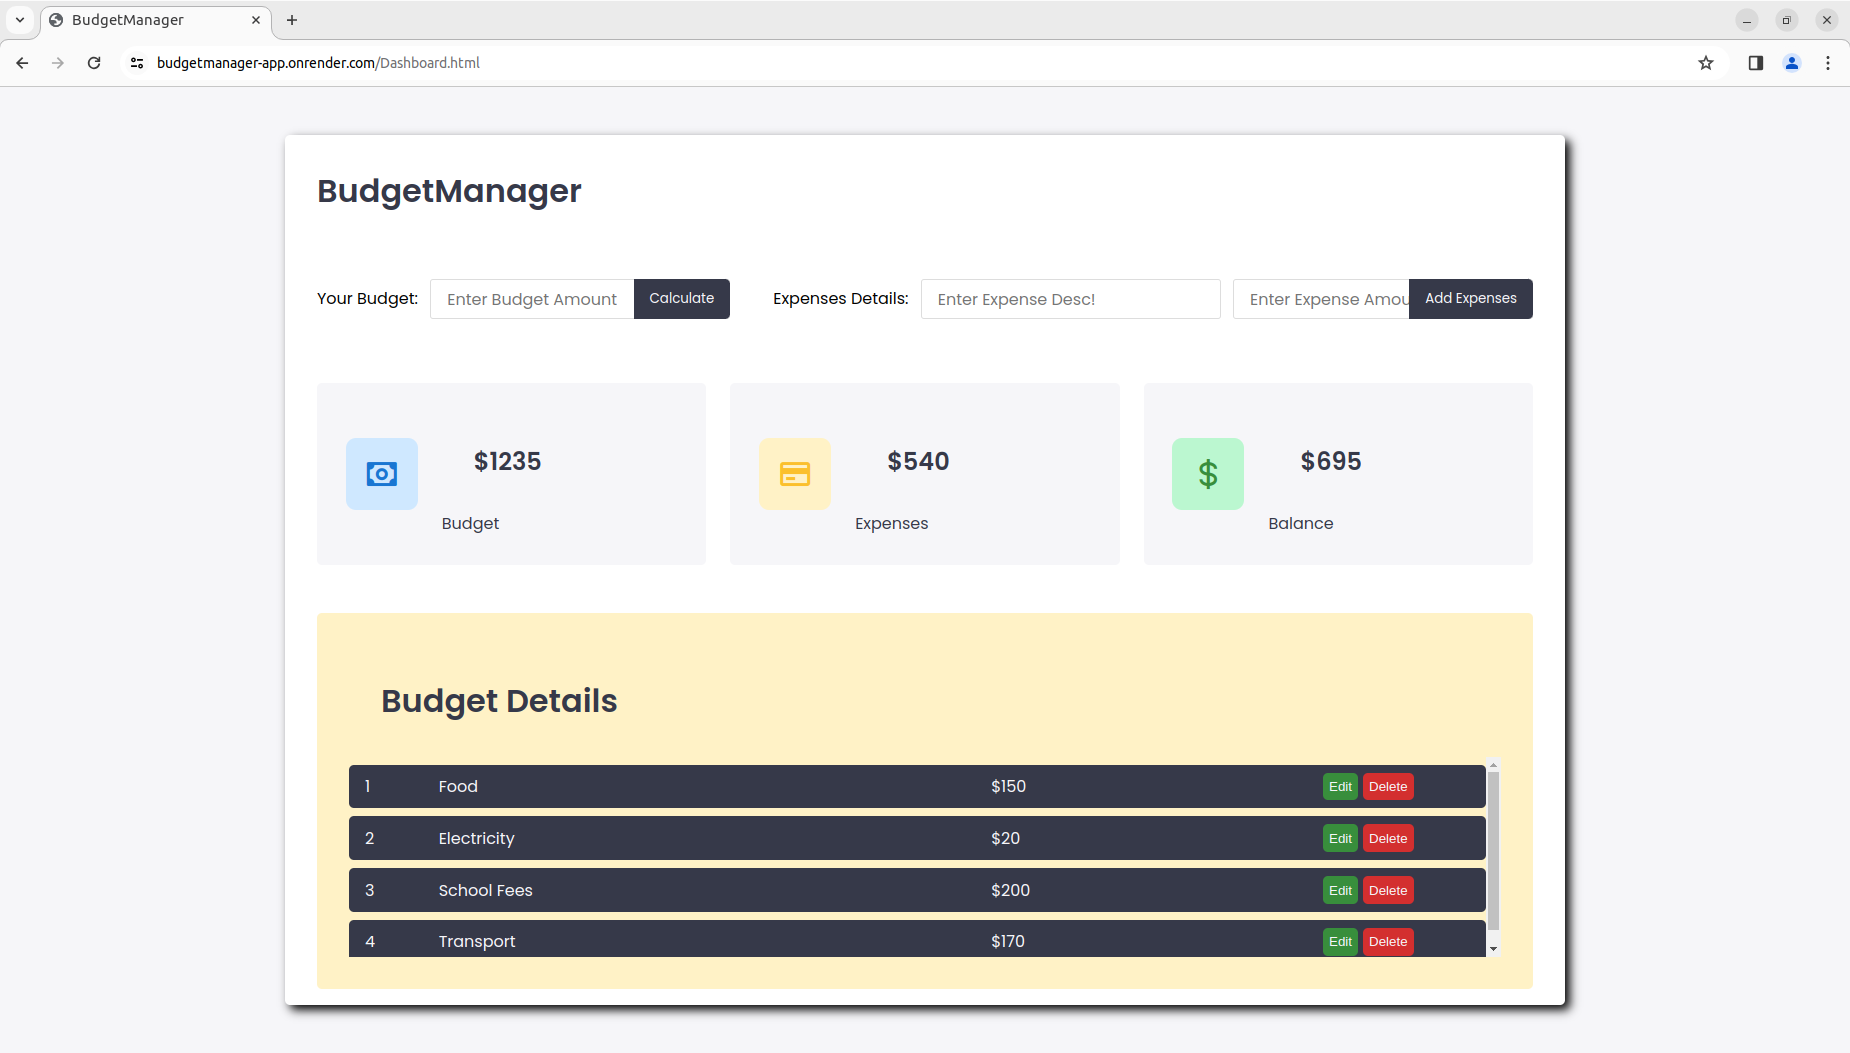 BudgetManager
budgetmanager-app.onrender.com/Dashboard.html
BudgetManager
Your Budget: Enter Budget Amount Calculate Expenses Details: Enter Expense Desc! Enter Expense Amou Add Expenses
$1235
Budget
$540
Expenses
$695
Balance
Budget Details
1 Food $150 Edit Delete
2 Electricity $20 Edit Delete
3 School Fees $200 Edit Delete
4 Transport $170 Edit Delete